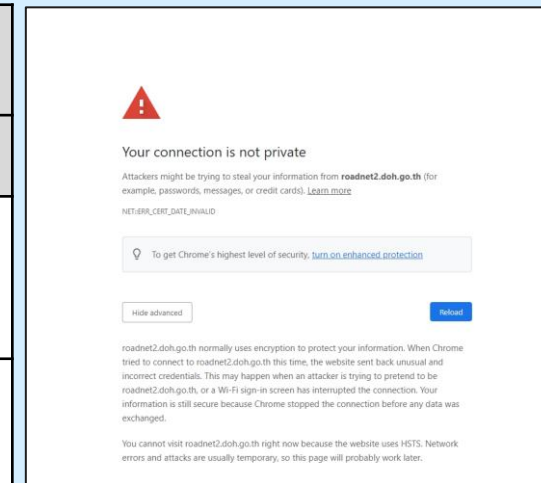 Your connection is not private
Attackers might be trying to steal your information from roadnet2.doh.go.th (for
example, passwords, messages, or credit cards). Learn more
NET::ERR_CERT_DATE_INVALID
To get Chrome's highest level of security, turn on enhanced protection
Hide advanced
Reload
roadnet2.doh.go.th normally uses encryption to protect your information. When Chrome
tried to connect to roadnet2.doh.go.th this time, the website sent back unusual and
incorrect credentials. This may happen when an attacker is trying to pretend to be
roadnet2.doh.go.th, or a Wi-Fi sign-in screen has interrupted the connection. Your
information is still secure because Chrome stopped the connection before any data was
exchanged.
You cannot visit roadnet2.doh.go.th right now because the website uses HSTS. Network
errors and attacks are usually temporary, so this page will probably work later.